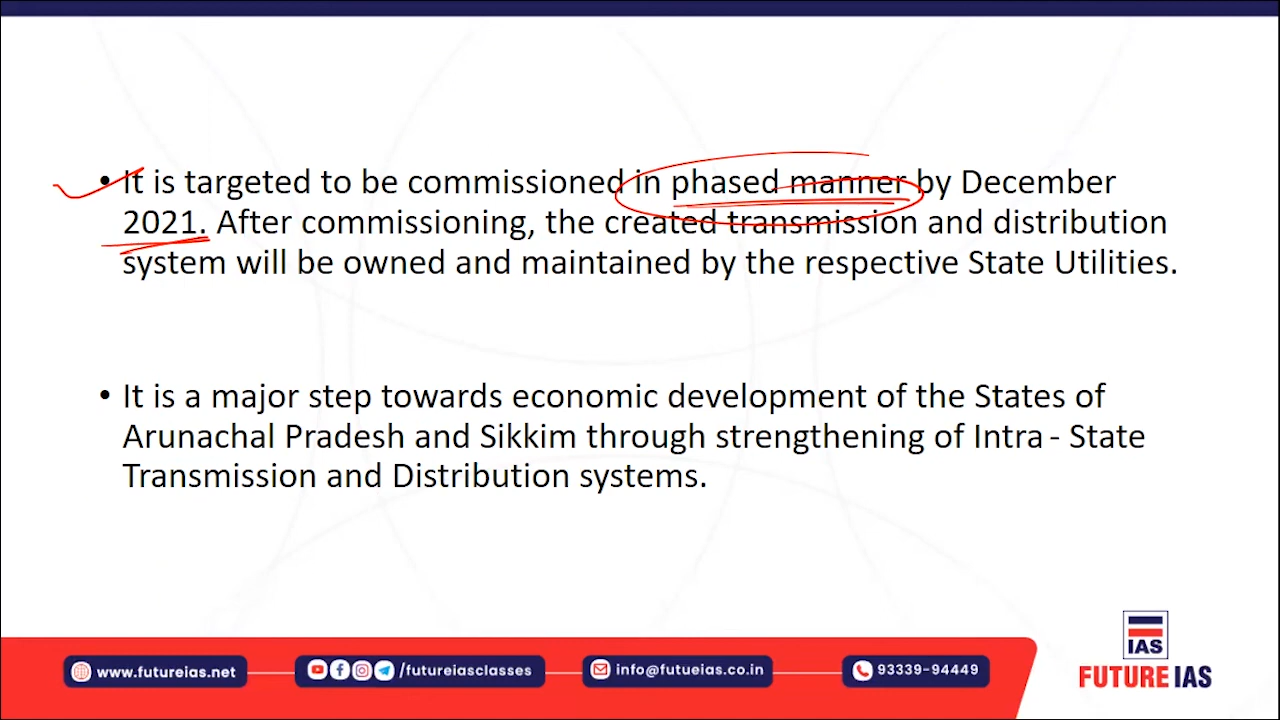 • It is targeted to be commissioned in phased manner by December
2021. After commissioning, the created transmission and distribution
system will be owned and maintained by the respective State Utilities.
• It is a major step towards economic development of the States of
Arunachal Pradesh and Sikkim through strengthening of Intra - State
Transmission and Distribution systems.
IAS
FUTURE IAS
www.futureias.net
/futureiasclasses
info@futueias.co.in
93339-94449